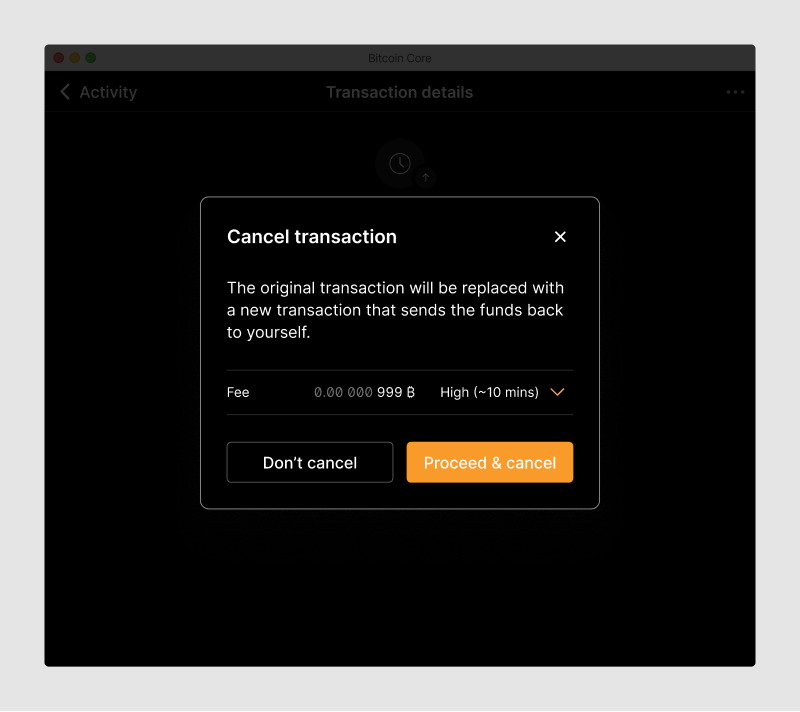 Bitcoin Core
Activity
Transaction details
Cancel transaction
The original transaction will be replaced with
a new transaction that sends the funds back
to yourself.
Fee 0.00 000 999 ₿ High (~10 mins)
Don’t cancel
Proceed & cancel